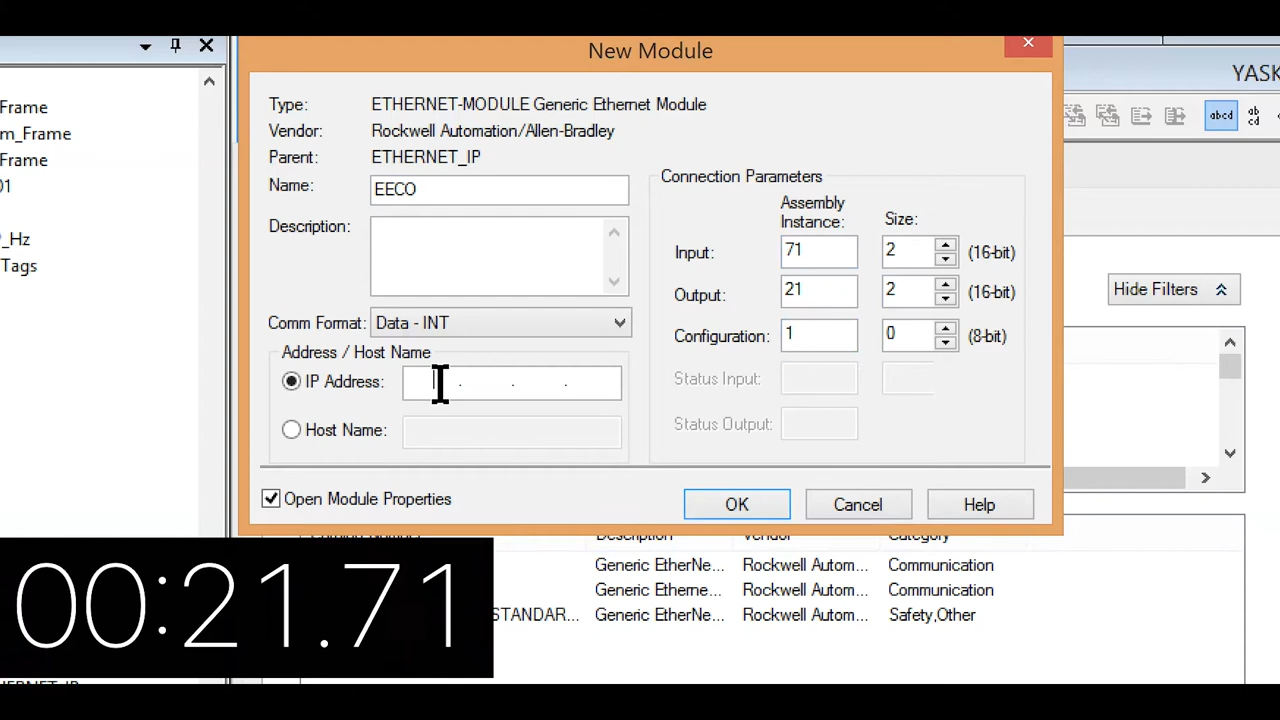 New Module
YASK
Frame
m_Frame
Frame
01
P_Hz
Tags
Type: ETHERNET-MODULE Generic Ethernet Module
Vendor: Rockwell Automation/Allen-Bradley
Parent: ETHERNET_IP
Name: EECO
Description:
Comm Format: Data - INT
Address / Host Name
IP Address: . . .
Host Name:
Connection Parameters
Assembly
Instance: Size:
Input: 71 2 (16-bit)
Output: 21 2 (16-bit)
Configuration: 1 0 (8-bit)
Status Input:
Status Output:
Open Module Properties
OK Cancel Help
abcd
ab
cd
Hide Filters
Description Vendor Category
Generic EtherNe... Rockwell Autom... Communication
Generic Etherne... Rockwell Autom... Communication
STANDAR... Generic EtherNe... Rockwell Autom... Safety,Other
00:21.71